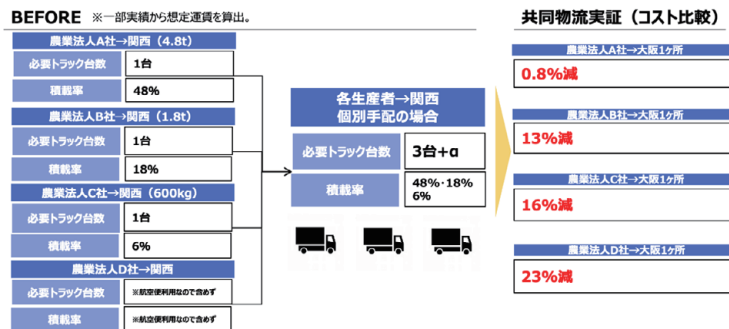 BEFORE ※一部実績から想定運賃を算出。
農業法人A社→関西（4.8t）
必要トラック台数 1台
積載率 48%
農業法人B社→関西（1.8t）
必要トラック台数 1台
積載率 18%
農業法人C社→関西（600kg）
必要トラック台数 1台
積載率 6%
農業法人D社→関西
必要トラック台数 ※航空便利用なので含めず
積載率 ※航空便利用なので含めず
各生産者→関西
個別手配の場合
必要トラック台数 3台+α
積載率 48%・18%
6%
共同物流実証（コスト比較）
農業法人A社→大阪1ヶ所
0.8%減
農業法人B社→大阪1ヶ所
13%減
農業法人C社→大阪1ヶ所
16%減
農業法人D社→大阪1ヶ所
23%減